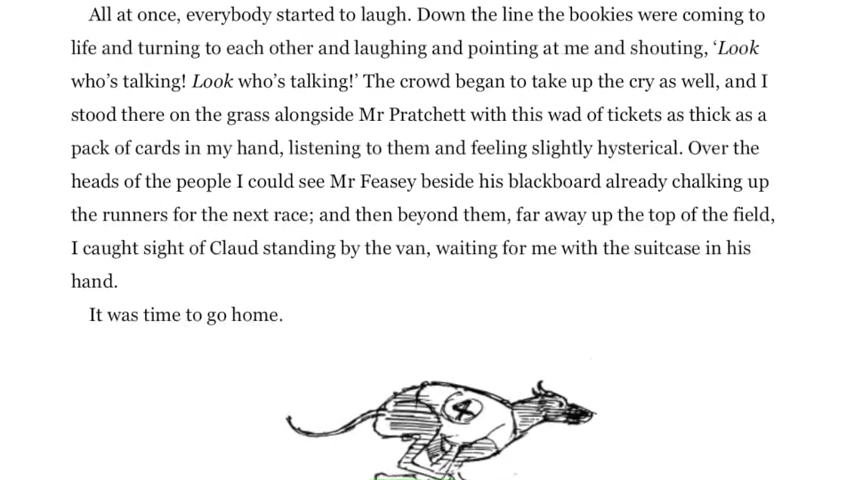 All at once, everybody started to laugh. Down the line the bookies were coming to
life and turning to each other and laughing and pointing at me and shouting, ‘Look
who’s talking! Look who’s talking!’ The crowd began to take up the cry as well, and I
stood there on the grass alongside Mr Pratchett with this wad of tickets as thick as a
pack of cards in my hand, listening to them and feeling slightly hysterical. Over the
heads of the people I could see Mr Feasey beside his blackboard already chalking up
the runners for the next race; and then beyond them, far away up the top of the field,
I caught sight of Claud standing by the van, waiting for me with the suitcase in his
hand.
It was time to go home.
4